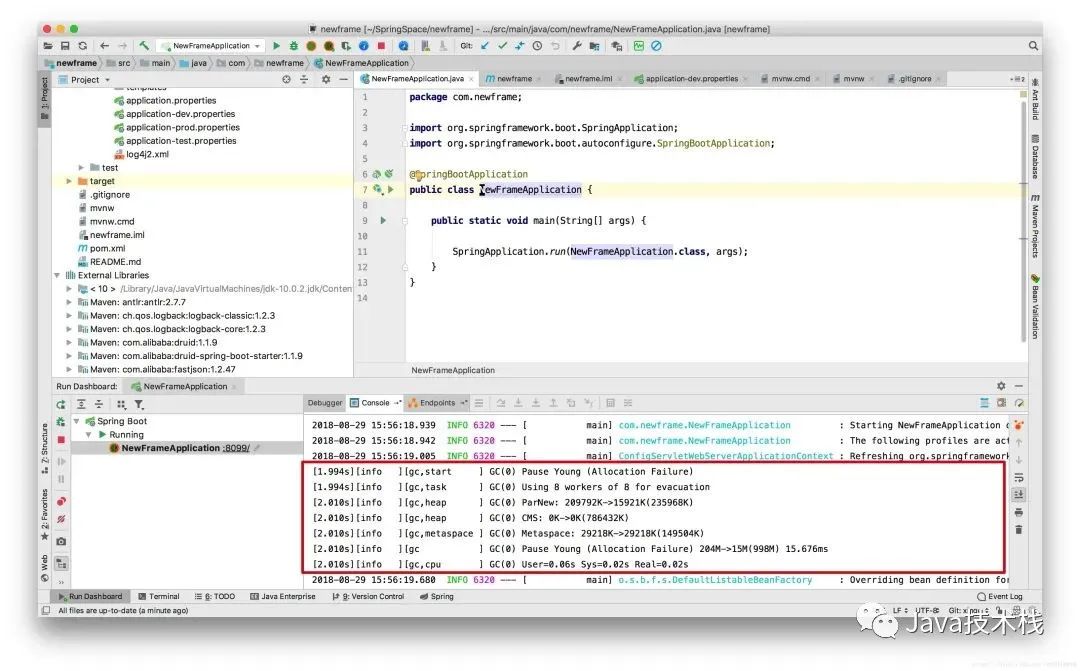 newframe [~/SpringSpace/newframe] - .../src/main/java/com/newframe/NewFrameApplication.java [newframe]
NewFrameApplication
Git:
newframe src main java com newframe NewFrameApplication
Project
NewFrameApplication.java newframe newframe.iml application-dev.properties mvnw.cmd mvnw .gitignore
templates
application.properties
application-dev.properties
application-prod.properties
application-test.properties
log4j2.xml
test
target
.gitignore
mvnw
mvnw.cmd
newframe.iml
pom.xml
README.md
External Libraries
< 10 > /Library/Java/JavaVirtualMachines/jdk-10.0.2.jdk/Conten
Maven: antlr:antlr:2.7.7
Maven: ch.qos.logback:logback-classic:1.2.3
Maven: ch.qos.logback:logback-core:1.2.3
Maven: com.alibaba:druid:1.1.9
Maven: com.alibaba:druid-spring-boot-starter:1.1.9
Maven: com.alibaba:fastjson:1.2.47
1 package com.newframe;
2
3 import org.springframework.boot.SpringApplication;
4 import org.springframework.boot.autoconfigure.SpringBootApplication;
5
6 @SpringBootApplication
7 public class NewFrameApplication {
8
9 public static void main(String[] args) {
10
11 SpringApplication.run(NewFrameApplication.class, args);
12 }
13 }
14
NewFrameApplication
1: Project
Ant Build
Database
Maven Projects
Bean Validation
Run Dashboard: NewFrameApplication
Debugger Console Endpoints
Spring Boot
Running
NewFrameApplication :8099/
7: Structure
2: Favorites
Web
2018-08-29 15:56:18.939 INFO 6320 --- [ main] com.newframe.NewFrameApplication : Starting NewFrameApplication
2018-08-29 15:56:18.942 INFO 6320 --- [ main] com.newframe.NewFrameApplication : The following profiles are act
2018-08-29 15:56:19.005 INFO 6320 --- [ main] ConfigServletWebServerApplicationContext : Refreshing org.springframework
[1.994s][info ][gc,start ] GC(0) Pause Young (Allocation Failure)
[1.994s][info ][gc,task ] GC(0) Using 8 workers of 8 for evacuation
[2.010s][info ][gc,heap ] GC(0) ParNew: 209792K->15921K(235968K)
[2.010s][info ][gc,heap ] GC(0) CMS: 0K->0K(786432K)
[2.010s][info ][gc,metaspace ] GC(0) Metaspace: 29218K->29218K(149504K)
[2.010s][info ][gc ] GC(0) Pause Young (Allocation Failure) 204M->15M(998M) 15.676ms
[2.010s][info ][gc,cpu ] GC(0) User=0.06s Sys=0.02s Real=0.02s
2018-08-29 15:56:19.680 INFO 6320 --- [ main] o.s.b.f.s.DefaultListableBeanFactory : Overriding bean definition for
Run Dashboard Terminal 6: TODO Java Enterprise 9: Version Control Spring Event Log
All files are up-to-date (a minute ago) LF UTF-8
Java技术栈